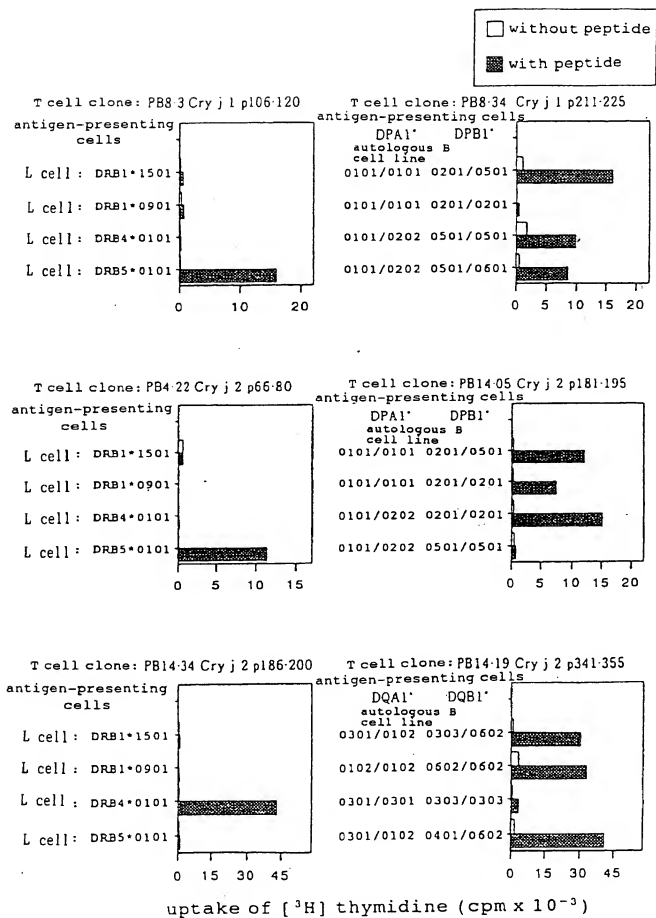 without peptide
with peptide
T cell clone: PB8·3 Cry j 1 p106·120
antigen-presenting
cells
L cell: DRB1*1501
L cell: DRB1*0901
L cell: DRB4*0101
L cell: DRB5*0101
0 10 20
T cell clone: PB8·34 Cry j 1 p211·225
antigen-presenting cells
DPA1* DPB1*
autologous B
cell line
0101/0101 0201/0501
0101/0101 0201/0201
0101/0202 0501/0501
0101/0202 0501/0601
0 5 10 15 20
T cell clone: PB4·22 Cry j 2 p66·80
antigen-presenting
cells
L cell: DRB1*1501
L cell: DRB1*0901
L cell: DRB4*0101
L cell: DRB5*0101
0 5 10 15
T cell clone: PB14·05 Cry j 2 p181·195
antigen-presenting cells
DPA1* DPB1*
autologous B
cell line
0101/0101 0201/0501
0101/0101 0201/0201
0101/0202 0201/0201
0101/0202 0501/0501
0 5 10 15 20
T cell clone: PB14·34 Cry j 2 p186·200
antigen-presenting
cells
L cell: DRB1*1501
L cell: DRB1*0901
L cell: DRB4*0101
L cell: DRB5*0101
0 15 30 45
T cell clone: PB14·19 Cry j 2 p341·355
antigen-presenting cells
DQA1* DQB1*
autologous B
cell line
0301/0102 0303/0602
0102/0102 0602/0602
0301/0301 0303/0303
0301/0102 0401/0602
0 15 30 45
uptake of [³H] thymidine (cpm x 10⁻³)